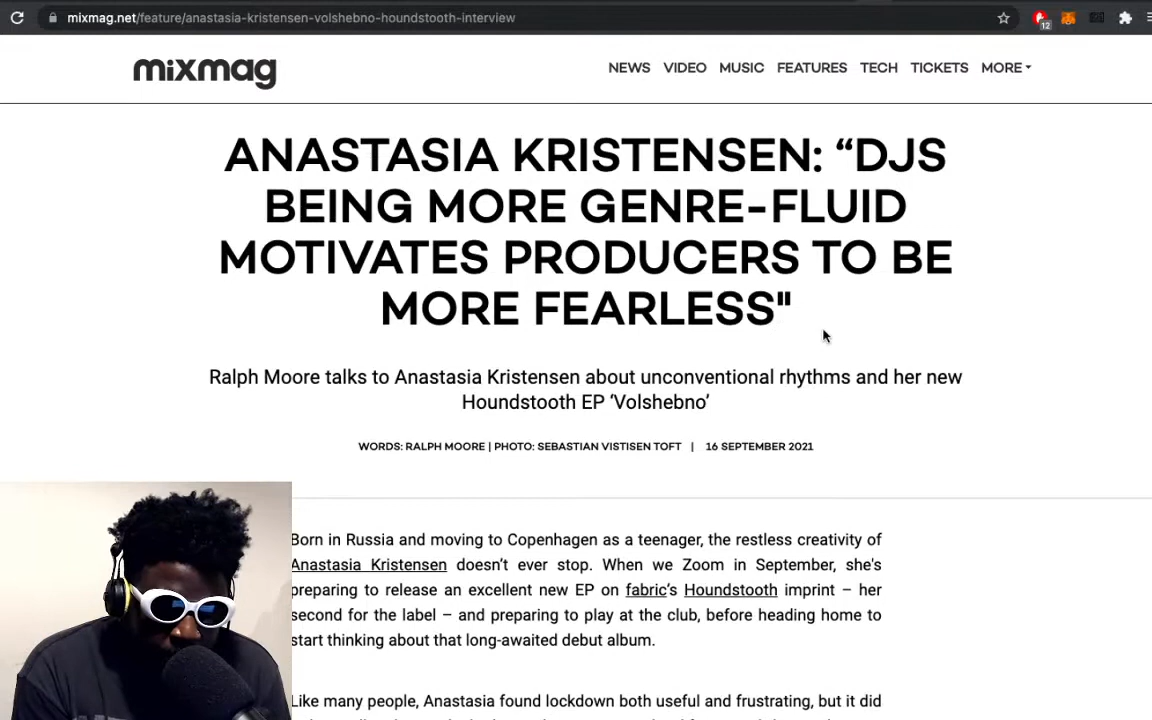 mixmag.net/feature/anastasia-kristensen-volshebno-houndstooth-interview
12
mixmag
NEWS VIDEO MUSIC FEATURES TECH TICKETS MORE
ANASTASIA KRISTENSEN: “DJS
BEING MORE GENRE-FLUID
MOTIVATES PRODUCERS TO BE
MORE FEARLESS"
Ralph Moore talks to Anastasia Kristensen about unconventional rhythms and her new
Houndstooth EP ‘Volshebno’
WORDS: RALPH MOORE | PHOTO: SEBASTIAN VISTISEN TOFT | 16 SEPTEMBER 2021
Born in Russia and moving to Copenhagen as a teenager, the restless creativity of
Anastasia Kristensen doesn’t ever stop. When we Zoom in September, she's
preparing to release an excellent new EP on fabric’s Houndstooth imprint – her
second for the label – and preparing to play at the club, before heading home to
start thinking about that long-awaited debut album.
Like many people, Anastasia found lockdown both useful and frustrating, but it did